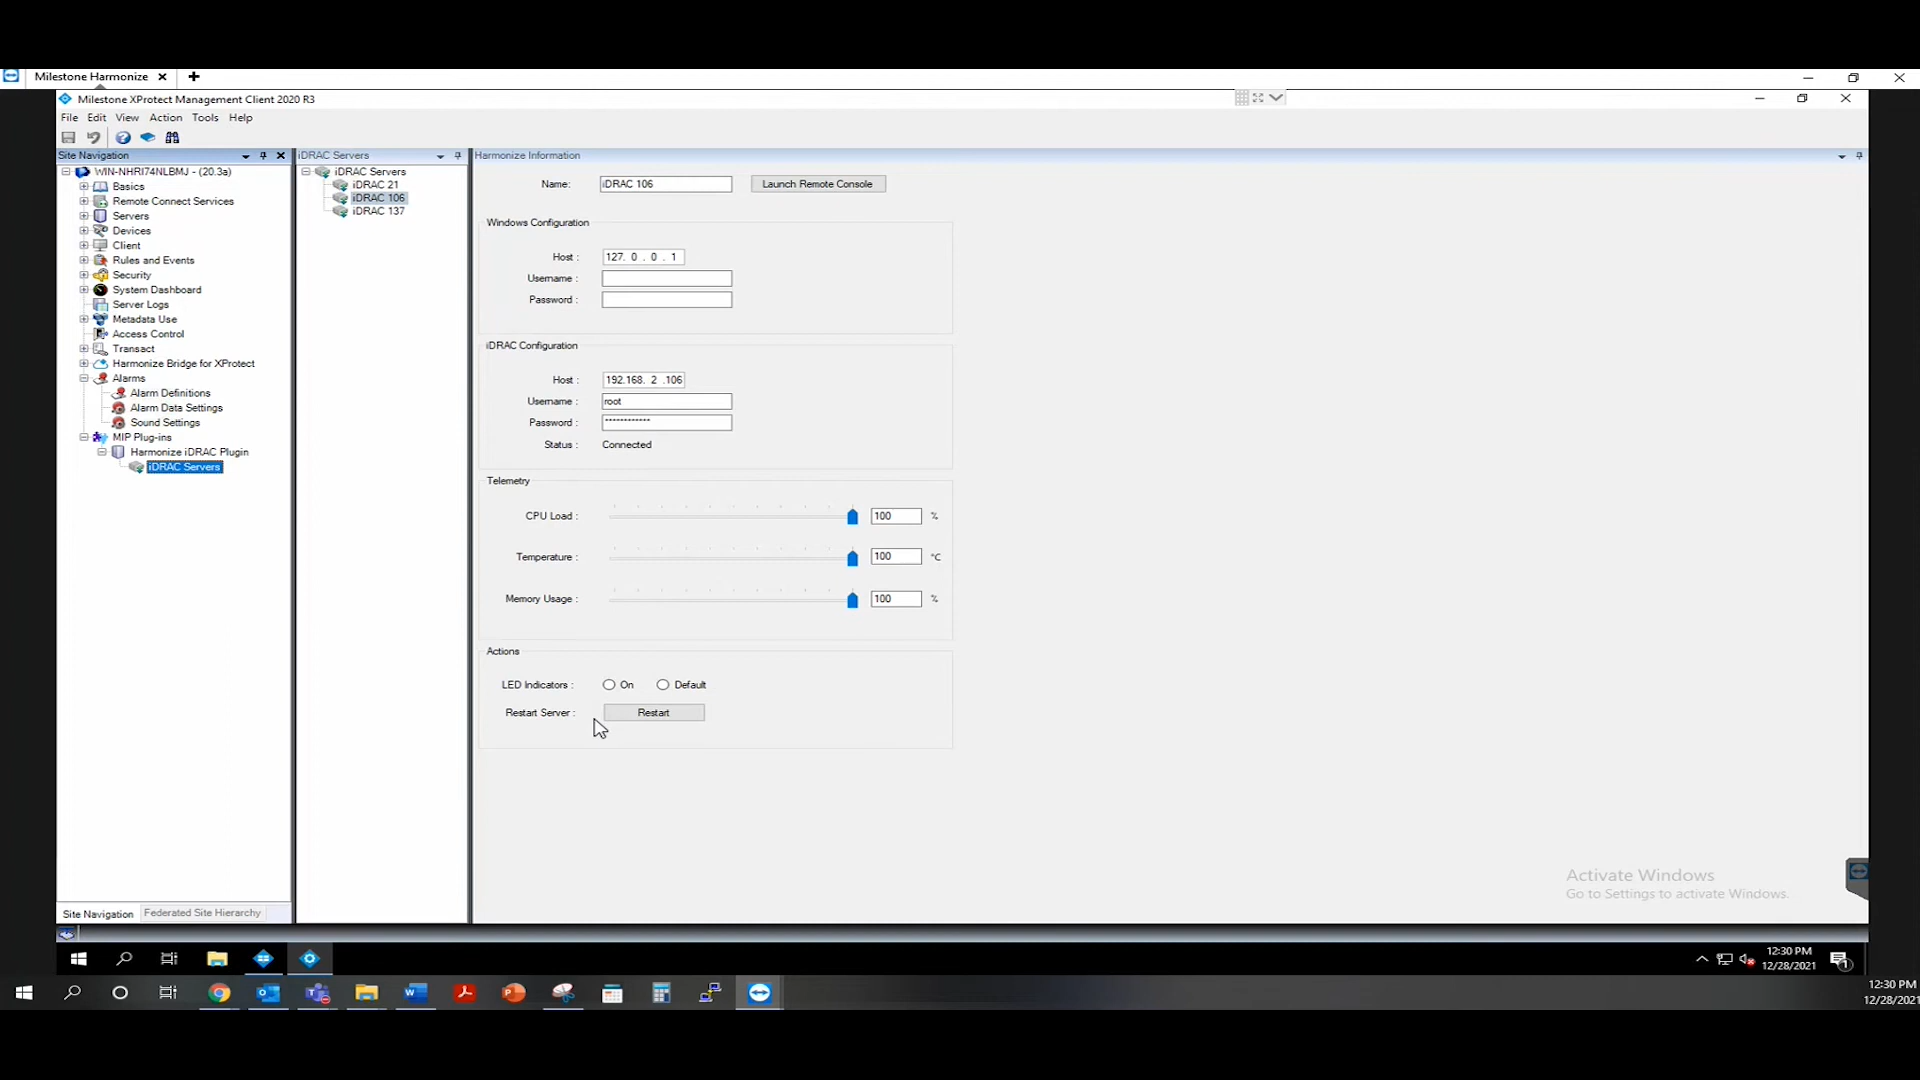 Milestone Harmonize
Milestone XProtect Management Client 2020 R3
File Edit View Action Tools Help
Site Navigation
WIN-NHRI74NLBMJ - (20.3a)
Basics
Remote Connect Services
Servers
Devices
Client
Rules and Events
Security
System Dashboard
Server Logs
Metadata Use
Access Control
Transact
Harmonize Bridge for XProtect
Alarms
Alarm Definitions
Alarm Data Settings
Sound Settings
MIP Plug-ins
Harmonize iDRAC Plugin
iDRAC Servers
Site Navigation Federated Site Hierarchy
iDRAC Servers
iDRAC Servers
iDRAC 21
iDRAC 106
iDRAC 137
Harmonize Information
Name: iDRAC 106 Launch Remote Console
Windows Configuration
Host : 127. 0 . 0 . 1
Username :
Password :
iDRAC Configuration
Host : 192.168. 2 .106
Username : root
Password : ************
Status : Connected
Telemetry
CPU Load : 100 %
Temperature : 100 °C
Memory Usage : 100 %
Actions
LED Indicators : On Default
Restart Server : Restart
Activate Windows
Go to Settings to activate Windows.
12:30 PM
12/28/2021
1
12:30 PM
12/28/2021